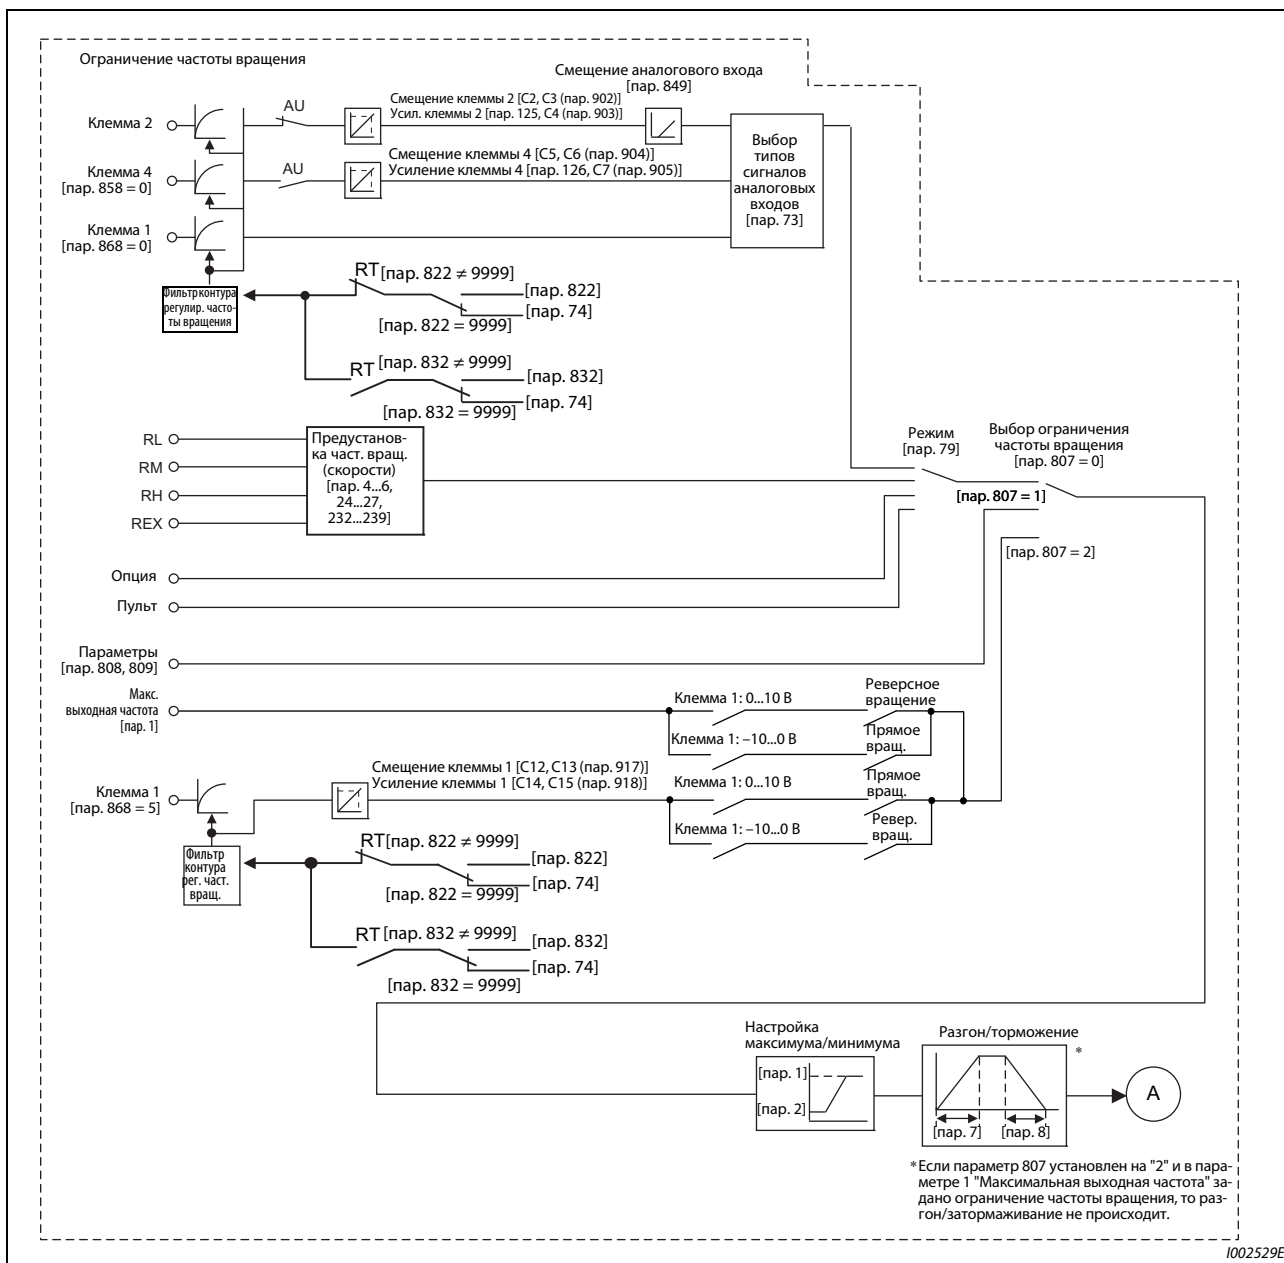 Ограничение частоты вращения
Смещение аналогового входа
[пар. 849]
Клемма 2
AU
Смещение клеммы 2 [C2, C3 (пар. 902)]
Усил. клеммы 2 [пар. 125, C4 (пар. 903)]
Клемма 4
[пар. 858 = 0]
AU
Смещение клеммы 4 [C5, C6 (пар. 904)]
Усиление клеммы 4 [пар. 126, C7 (пар. 905)]
Выбор
типов
сигналов
аналоговых
входов
[пар. 73]
Клемма 1
[пар. 868 = 0]
Фильтр контура
регулир. часто-
ты вращения
RT [пар. 822 ≠ 9999]
[пар. 822]
[пар. 74]
[пар. 822 = 9999]
RT [пар. 832 ≠ 9999]
[пар. 832]
[пар. 74]
[пар. 832 = 9999]
RL
RM
RH
REX
Предустанов-
ка част. вращ.
(скорости)
[пар. 4...6,
24...27,
232...239]
Режим
[пар. 79]
Выбор ограничения
частоты вращения
[пар. 807 = 0]
[пар. 807 = 1]
[пар. 807 = 2]
Опция
Пульт
Параметры
[пар. 808, 809]
Макс.
выходная частота
[пар. 1]
Клемма 1: 0...10 В
Реверсное
вращение
Клемма 1: –10...0 В
Прямое
вращ.
Клемма 1
[пар. 868 = 5]
Смещение клеммы 1 [C12, C13 (пар. 917)]
Усиление клеммы 1 [C14, C15 (пар. 918)]
Клемма 1: 0...10 В
Прямое
вращ.
Клемма 1: –10...0 В
Ревер.
вращ.
Фильтр
контура
рег. част.
вращ.
RT [пар. 822 ≠ 9999]
[пар. 822]
[пар. 74]
[пар. 822 = 9999]
RT [пар. 832 ≠ 9999]
[пар. 832]
[пар. 74]
[пар. 832 = 9999]
Настройка
максимума/минимума
[пар. 1]
[пар. 2]
Разгон/торможение
*
[пар. 7]
[пар. 8]
A
*Если параметр 807 установлен на "2" и в пара-
метре 1 "Максимальная выходная частота" за-
дано ограничение частоты вращения, то раз-
гон/затормаживание не происходит.
I002529E